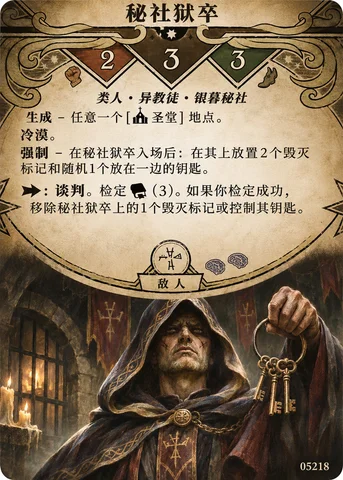 秘社狱卒
2 3 3
类人·异教徒·银暮秘社
生成 – 任意一个[圣堂]地点。
冷漠。
强制 – 在秘社狱卒入场后：在其上放置2个毁灭
标记和随机1个放在一边的钥匙。
：谈判。检定（3）。如果你检定成功，
移除秘社狱卒上的1个毁灭标记或控制其钥匙。
敌人
05218